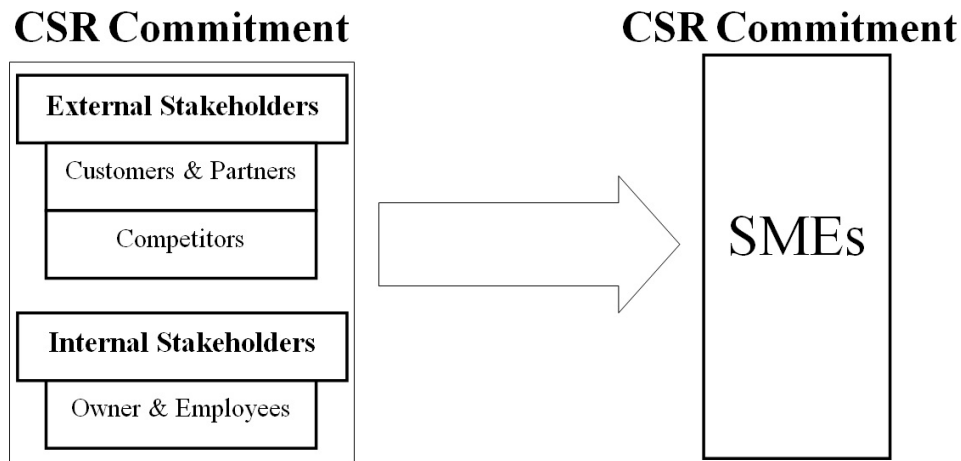 CSR Commitment
External Stakeholders
Customers & Partners
Competitors
Internal Stakeholders
Owner & Employees
CSR Commitment
SMEs